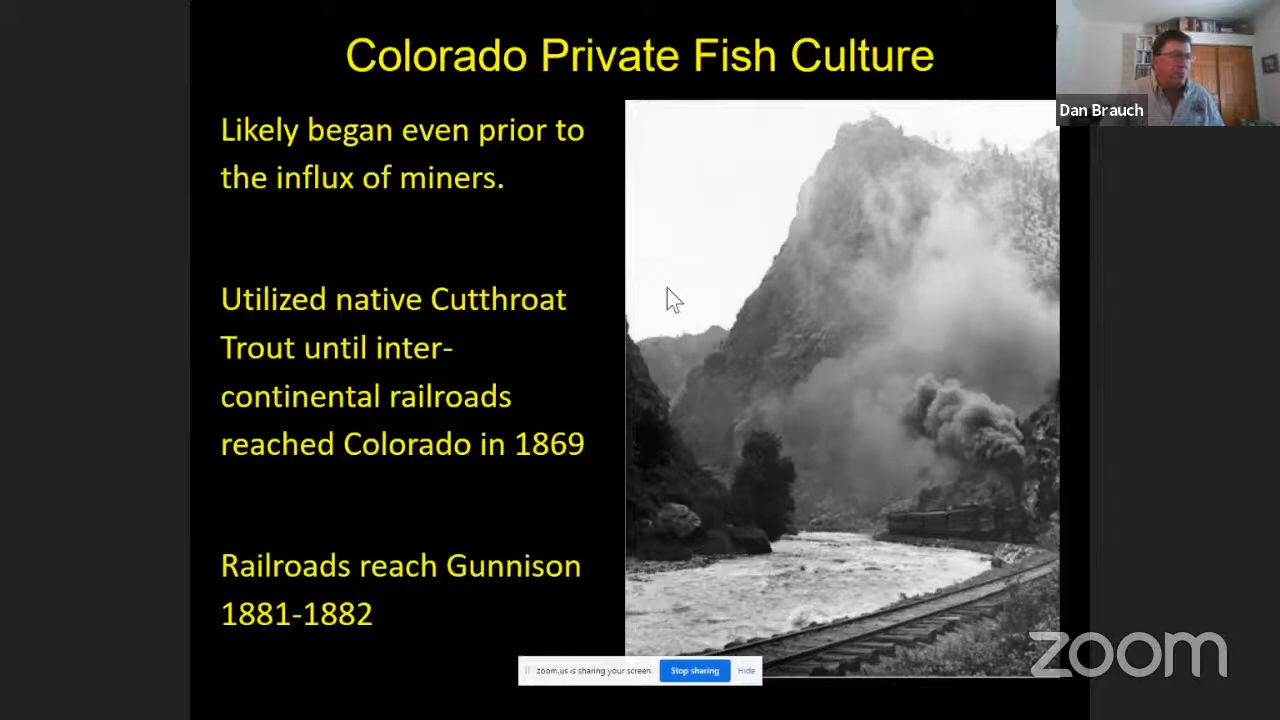 Colorado Private Fish Culture
Dan Brauch
Likely began even prior to
the influx of miners.
Utilized native Cutthroat
Trout until inter-
continental railroads
reached Colorado in 1869
Railroads reach Gunnison
1881-1882
zoom.us is sharing your screen. Stop sharing Hide
zoom